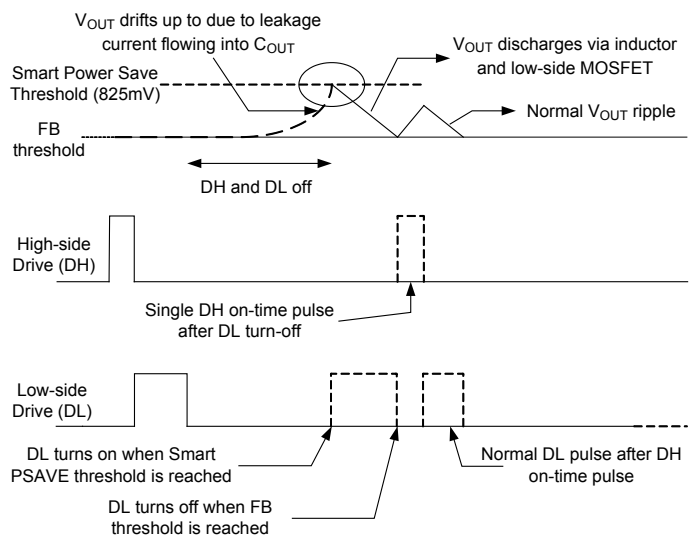 V_OUT drifts up to due to leakage
current flowing into C_OUT
Smart Power Save
Threshold (825mV)
FB
threshold
V_OUT discharges via inductor
and low-side MOSFET
Normal V_OUT ripple
DH and DL off
High-side
Drive (DH)
Single DH on-time pulse
after DL turn-off
Low-side
Drive (DL)
DL turns on when Smart
PSAVE threshold is reached
DL turns off when FB
threshold is reached
Normal DL pulse after DH
on-time pulse